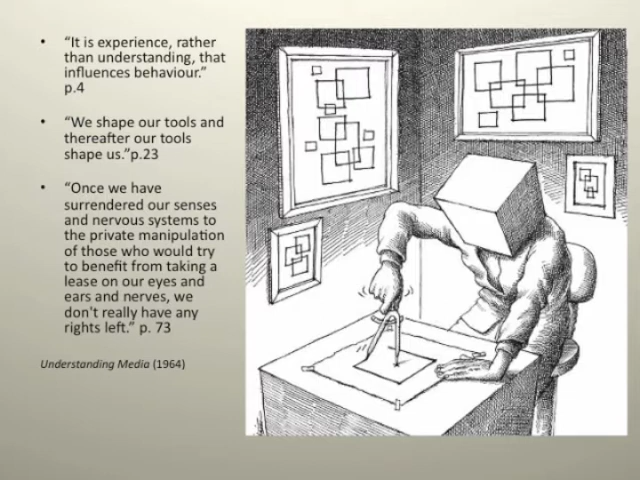 • “It is experience, rather
than understanding, that
influences behaviour.”
p.4
• “We shape our tools and
thereafter our tools
shape us.”p.23
• “Once we have
surrendered our senses
and nervous systems to
the private manipulation
of those who would try
to benefit from taking a
lease on our eyes and
ears and nerves, we
don't really have any
rights left.” p. 73
Understanding Media (1964)